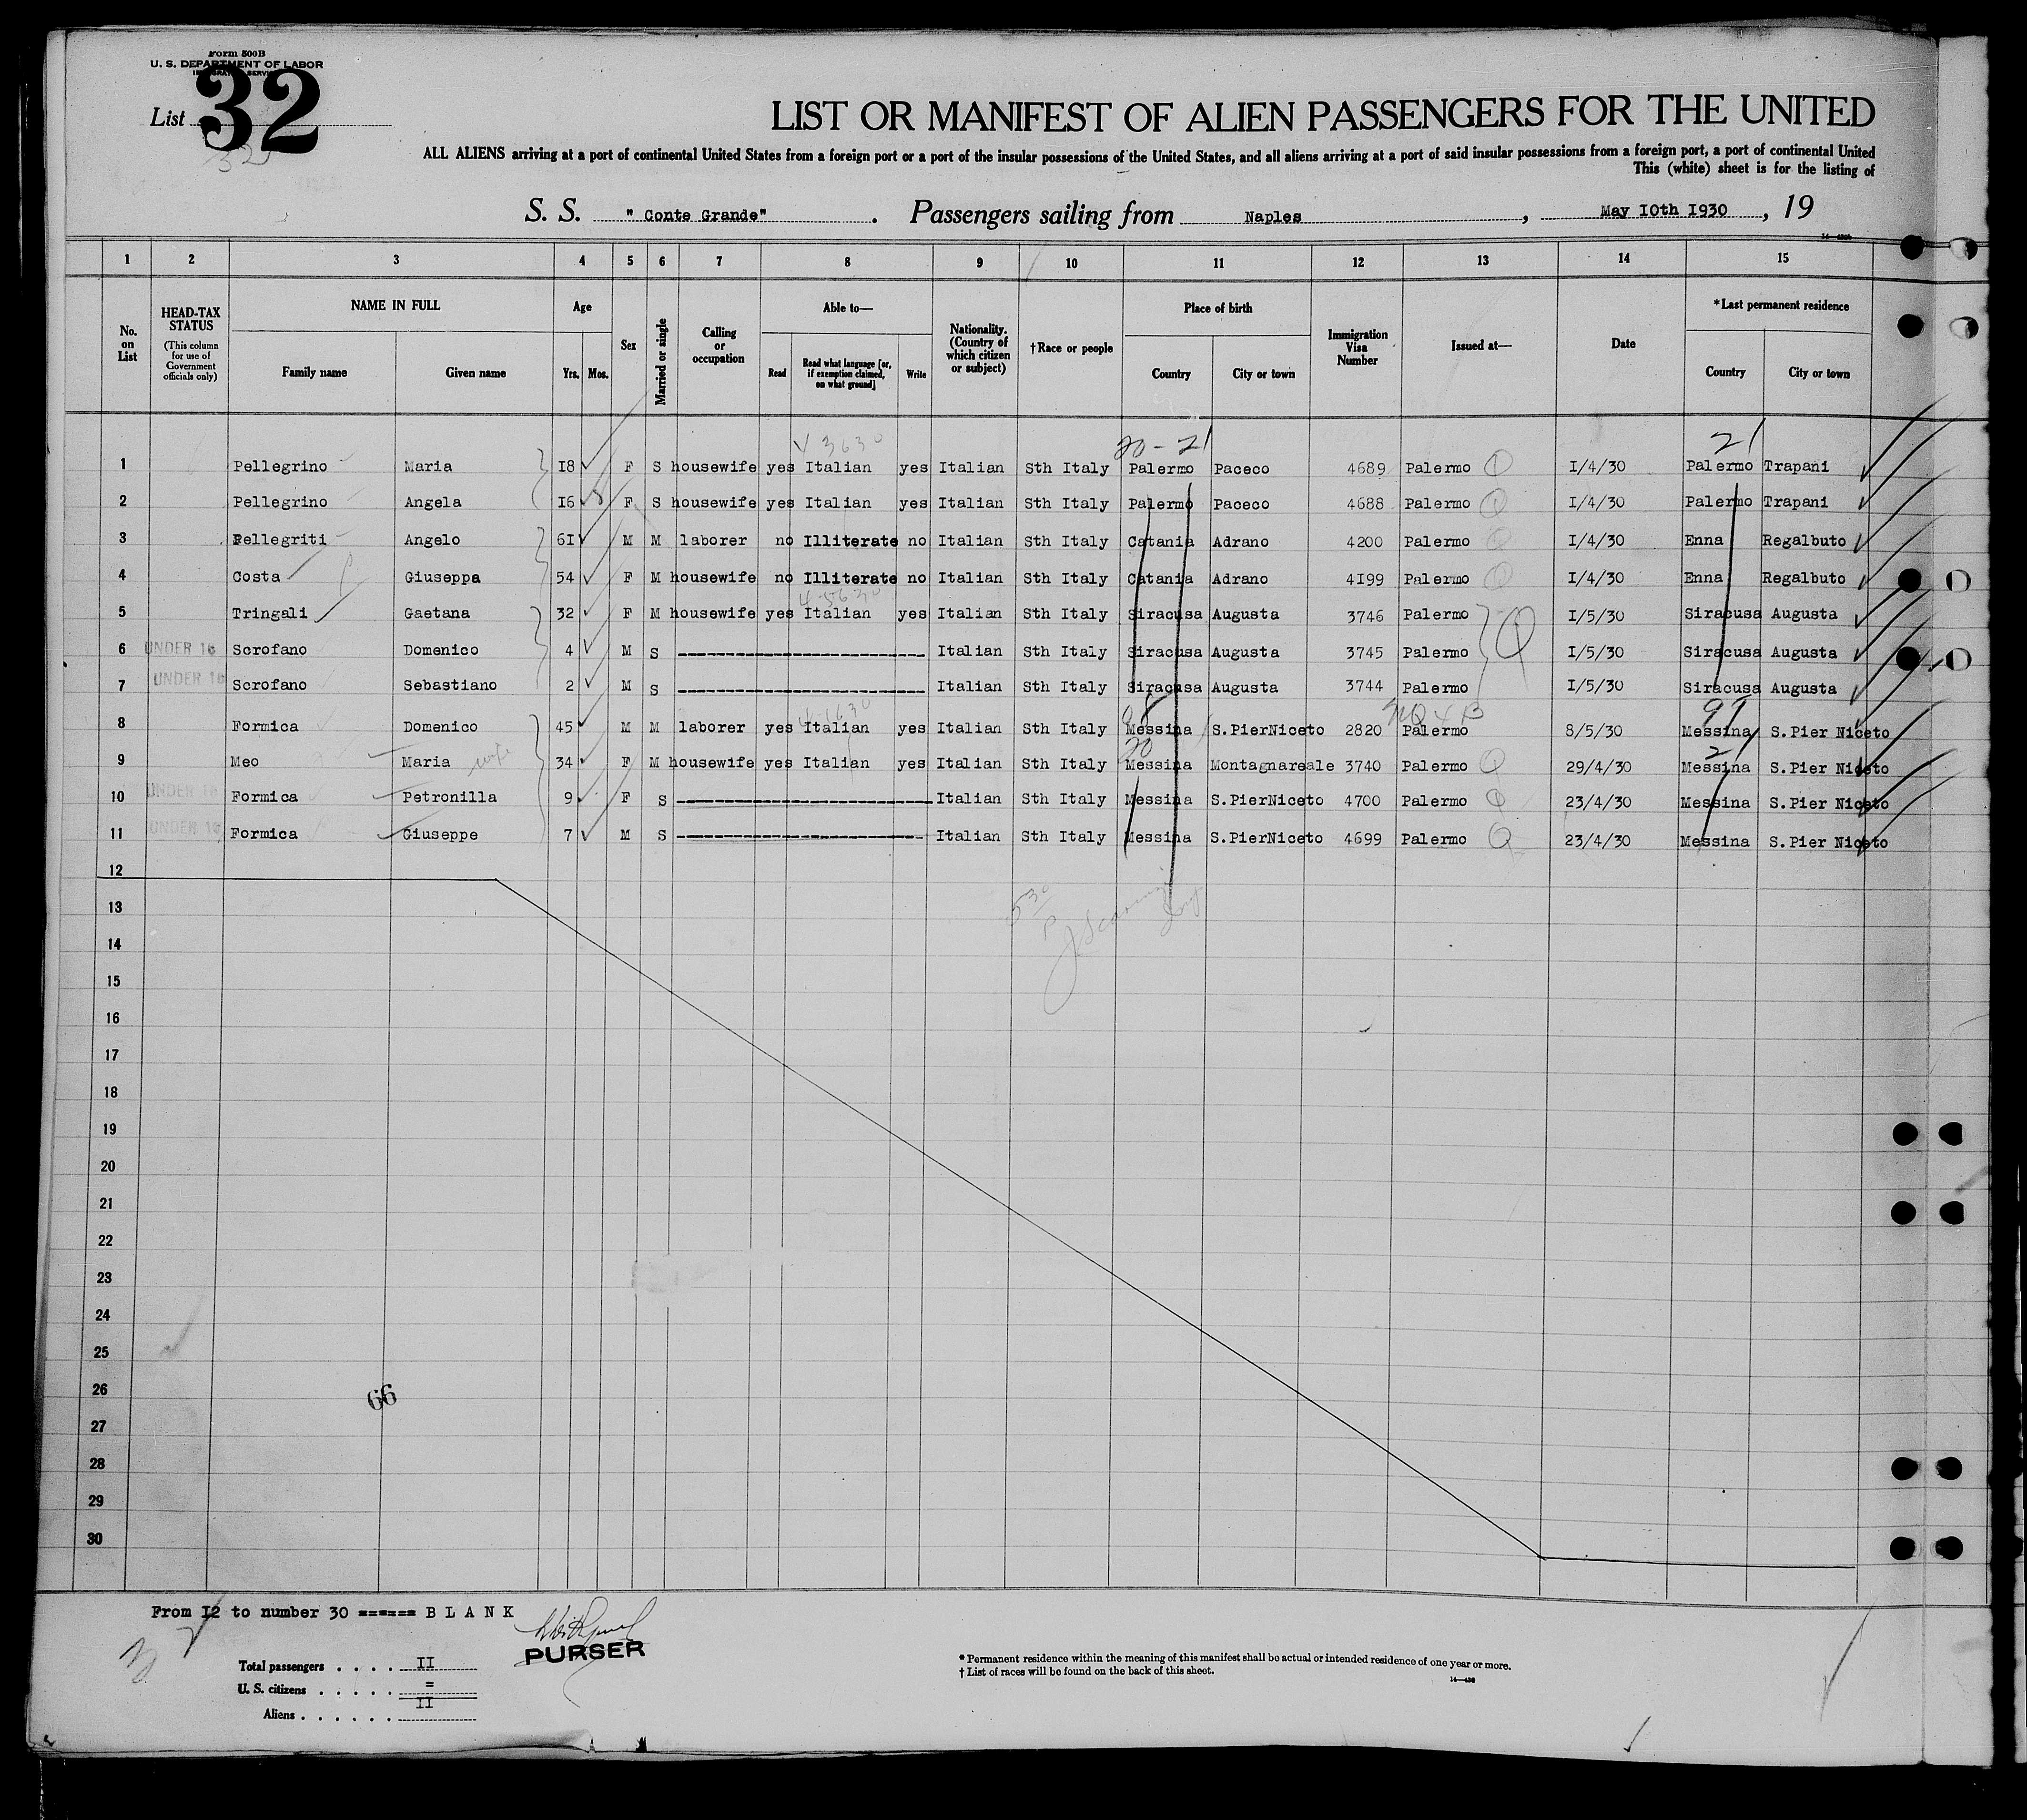 Form 500B
U. S. DEPARTMENT OF LABOR
IMMIGRATION SERVICE
List 32
LIST OR MANIFEST OF ALIEN PASSENGERS FOR THE UNITED
ALL ALIENS arriving at a port of continental United States from a foreign port or a port of the insular possessions of the United States, and all aliens arriving at a port of said insular possessions from a foreign port, a port of continental United
This (white) sheet is for the listing of
S. S. " Conte Grande" . Passengers sailing from Naples , May I0th I930 , 19
1 2 3 4 5 6 7 8 9 10 11 12 13 14 15
No. on List
HEAD-TAX STATUS (This column for use of Government officials only)
NAME IN FULL
Family name Given name
Age
Yrs. Mos.
Sex
Married or single
Calling or occupation
Able to—
Read Read what language [or, if exemption claimed, on what ground] Write
Nationality. (Country of which citizen or subject)
†Race or people
Place of birth
Country City or town
Immigration Visa Number
Issued at—
Date
*Last permanent residence
Country City or town
20 - 21 21
1 Pellegrino Maria I8 F S housewife yes Italian yes Italian Sth Italy Palermo Paceco 4689 Palermo I/4/30 Palermo Trapani
2 Pellegrino Angela I6 F S housewife yes Italian yes Italian Sth Italy Palermo Paceco 4688 Palermo I/4/30 Palermo Trapani
3 Pellegriti Angelo 6I M M laborer no Illiterate no Italian Sth Italy Catania Adrano 4200 Palermo I/4/30 Enna Regalbuto
4 Costa Giuseppa 54 F M housewife no Illiterate no Italian Sth Italy Catania Adrano 4I99 Palermo I/4/30 Enna Regalbuto
5 Tringali Gaetana 32 F M housewife yes Italian yes Italian Sth Italy Siracusa Augusta 3746 Palermo I/5/30 Siracusa Augusta
6 UNDER 16 Scrofano Domenico 4 M S Italian Sth Italy Siracusa Augusta 3745 Palermo I/5/30 Siracusa Augusta
7 UNDER 16 Scrofano Sebastiano 2 M S Italian Sth Italy Siracusa Augusta 3744 Palermo I/5/30 Siracusa Augusta
8 Formica Domenico 45 M M laborer yes Italian yes Italian Sth Italy Messina S.PierNiceto 2820 Palermo 8/5/30 Messina S.Pier Niceto
9 Meo Maria wife 34 F M housewife yes Italian yes Italian Sth Italy Messina Montagnareale 3740 Palermo 29/4/30 Messina S.Pier Niceto
10 UNDER 16 Formica Petronilla 9 F S Italian Sth Italy Messina S.PierNiceto 4700 Palermo 23/4/30 Messina S.Pier Niceto
11 UNDER 16 Formica Giuseppe 7 M S Italian Sth Italy Messina S.PierNiceto 4699 Palermo 23/4/30 Messina S.Pier Niceto
12
13
14
15
16
17
18
19
20
21
22
23
24
25
26
66
27
28
29
30
From I2 to number 30 ====== B L A N K
PURSER
Total passengers . . . . II
U. S. citizens . . . . . =
Aliens . . . . . . II
* Permanent residence within the meaning of this manifest shall be actual or intended residence of one year or more.
† List of races will be found on the back of this sheet.